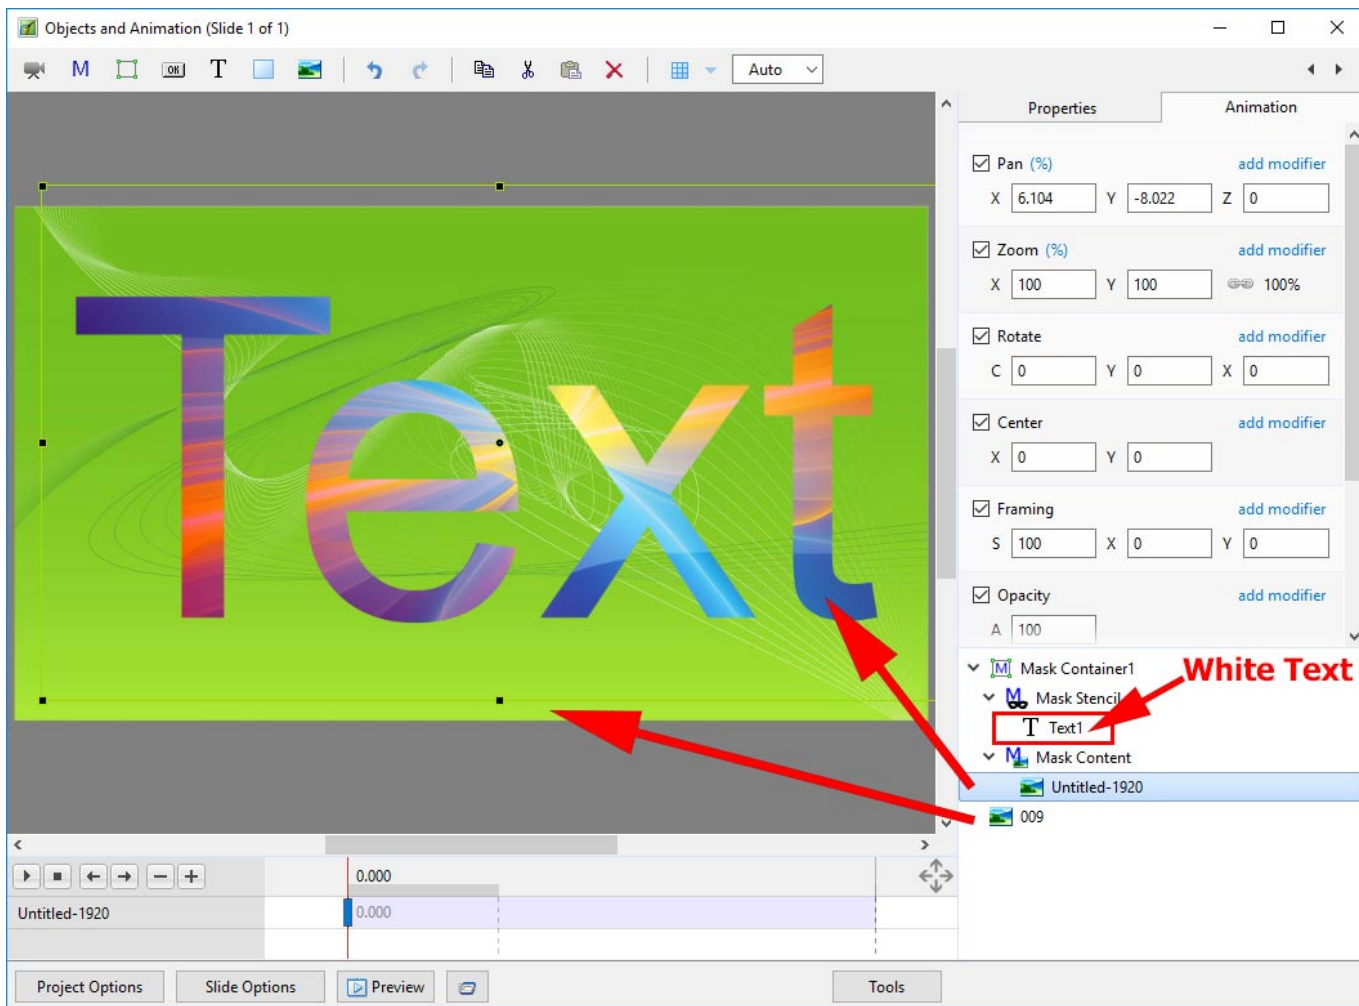 Objects and Animation (Slide 1 of 1)
M OK T Auto
Properties Animation
Pan (%) add modifier
X 6.104 Y -8.022 Z 0
Zoom (%) add modifier
X 100 Y 100 100%
Rotate add modifier
C 0 Y 0 X 0
Center add modifier
X 0 Y 0
Framing add modifier
S 100 X 0 Y 0
Opacity add modifier
A 100
Text
M Mask Container1
White Text
M Mask Stencil
T Text1
M Mask Content
Untitled-1920
009
0.000
Untitled-1920 0.000
Project Options Slide Options Preview Tools